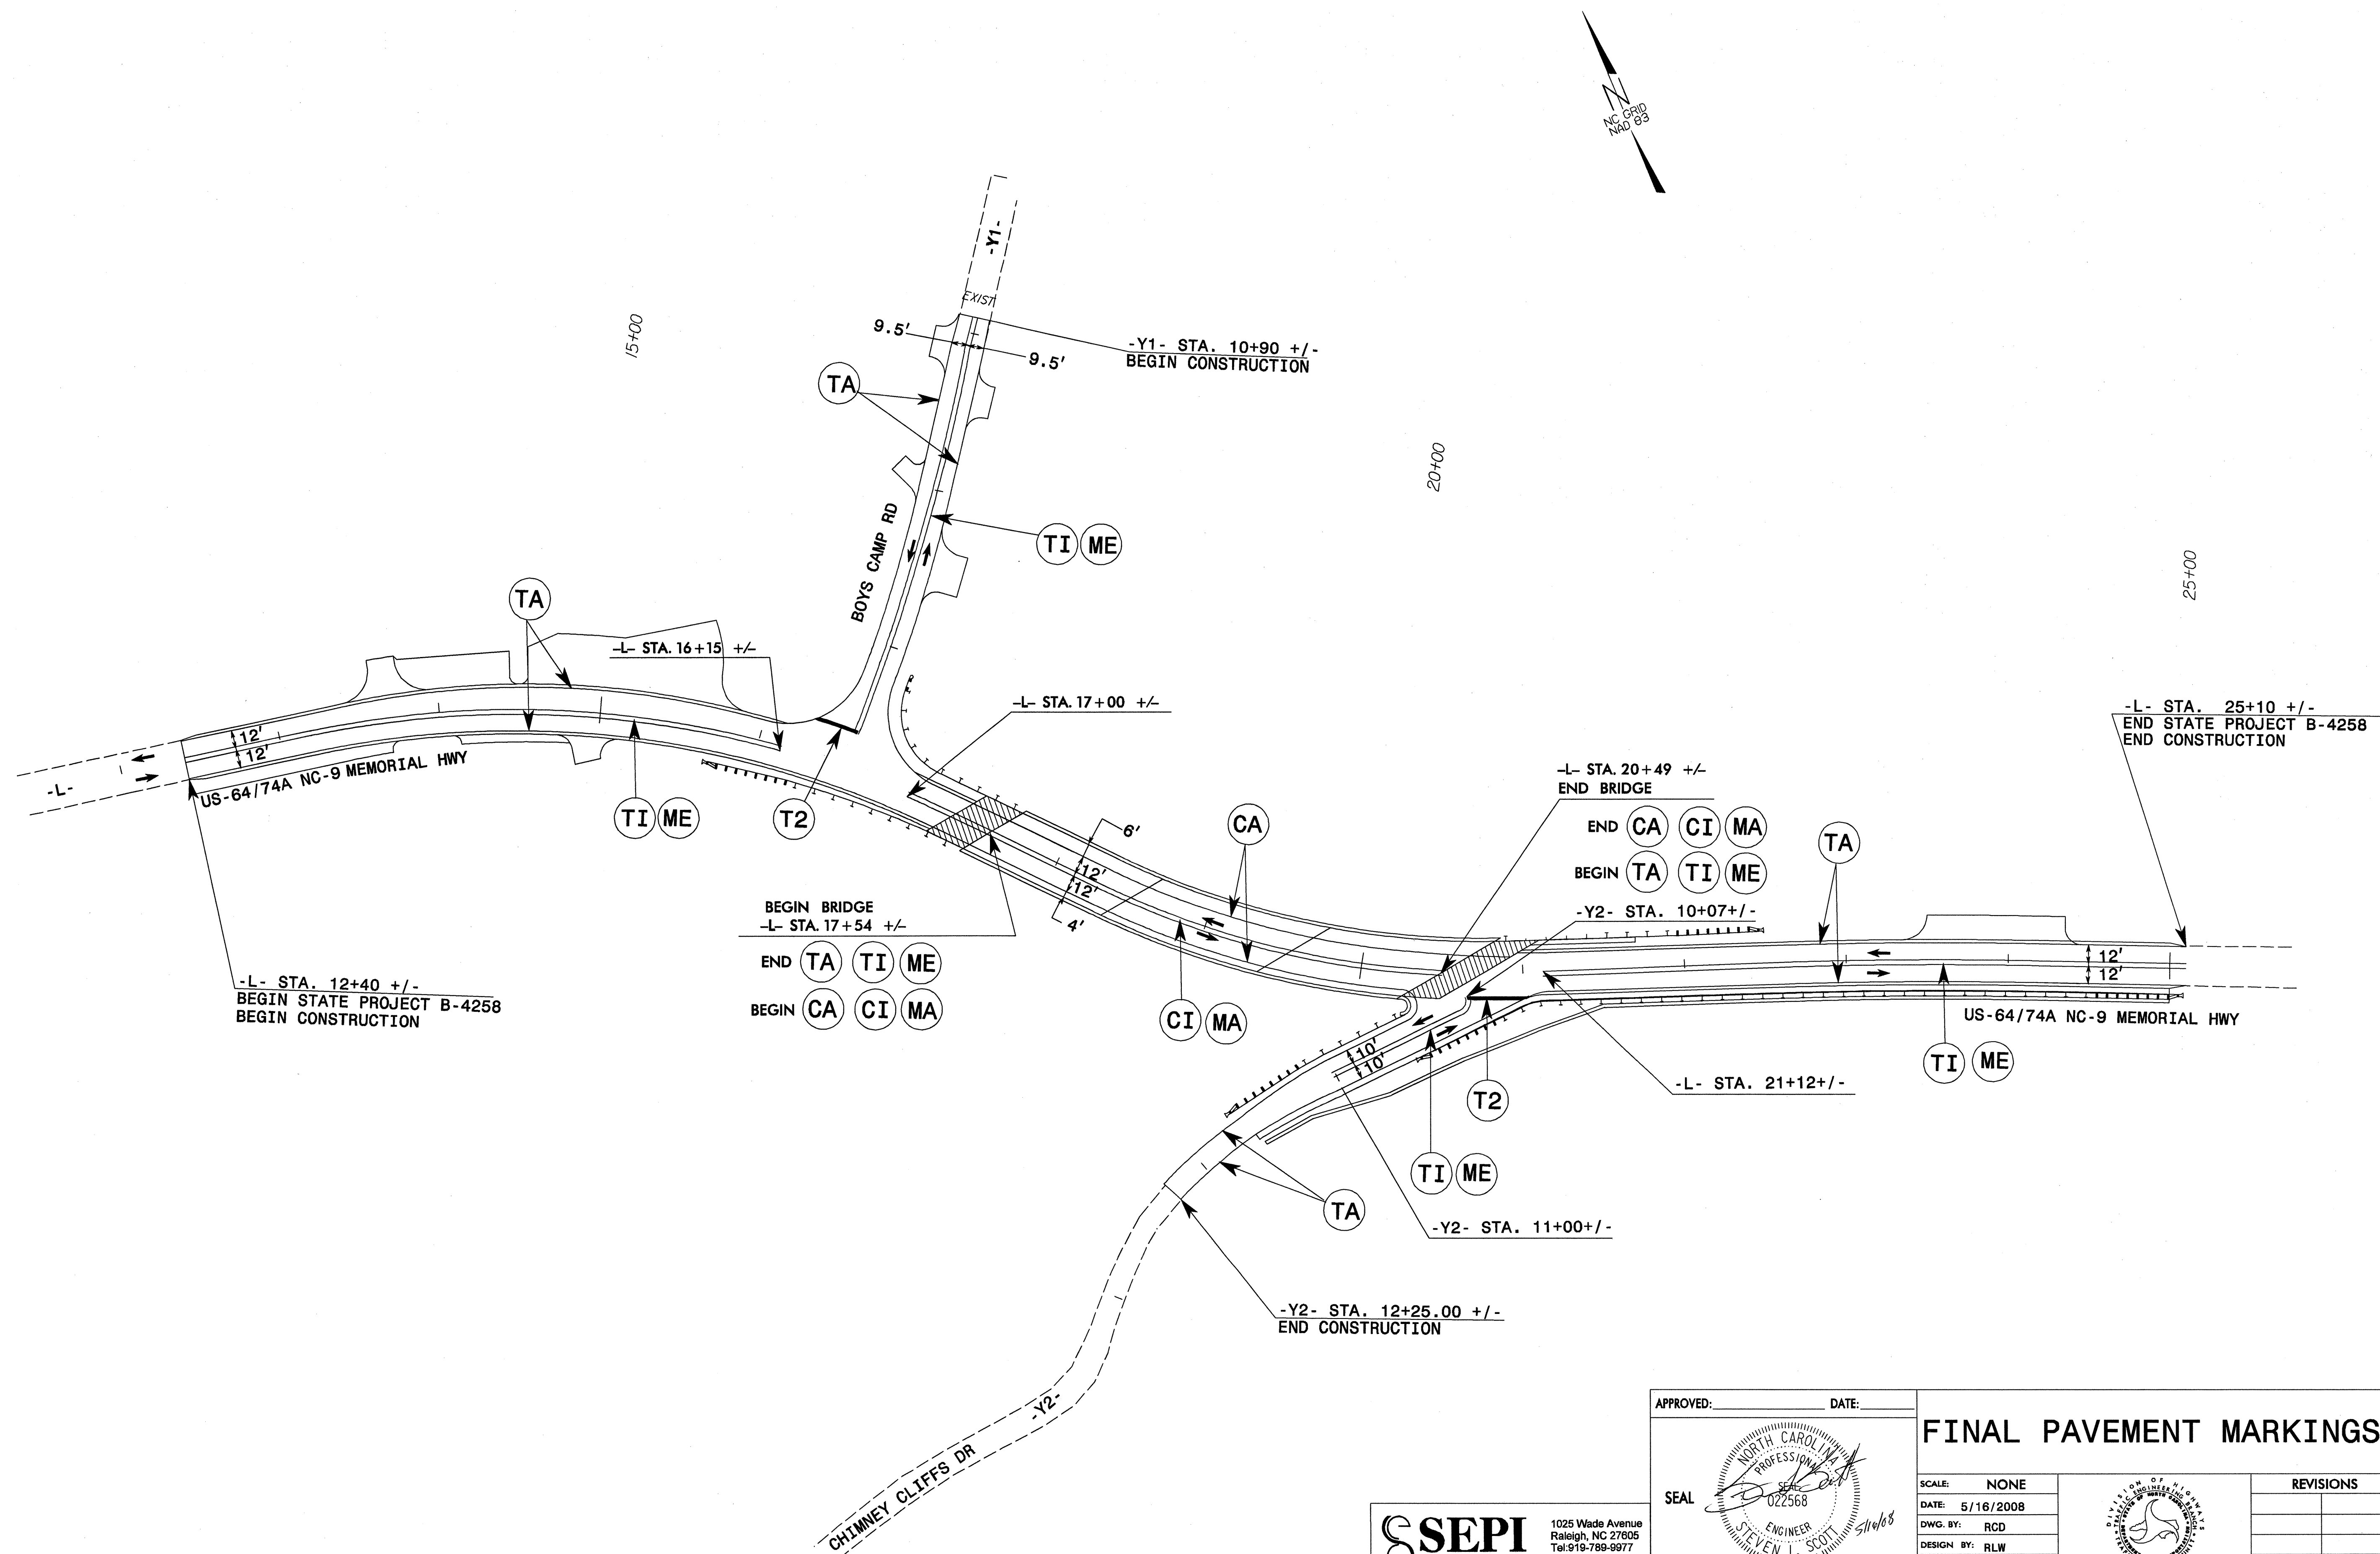 N
NC GRID
NAD 83
-Y1-
EXIST
15+00
9.5'
9.5'
-Y1- STA. 10+90 +/-
BEGIN CONSTRUCTION
TA
20+00
BOYS CAMP RD
TI ME
25+00
TA
-L- STA. 16+15 +/-
-L- STA. 17+00 +/-
-L- STA. 25+10 +/-
END STATE PROJECT B-4258
END CONSTRUCTION
12'
12'
US-64/74A NC-9 MEMORIAL HWY
-L-
TI ME
T2
6'
12'
12'
4'
CA
-L- STA. 20+49 +/-
END BRIDGE
END CA CI MA
BEGIN TA TI ME
TA
BEGIN BRIDGE
-L- STA. 17+54 +/-
END TA TI ME
BEGIN CA CI MA
-Y2- STA. 10+07+/-
12'
12'
-L- STA. 12+40 +/-
BEGIN STATE PROJECT B-4258
BEGIN CONSTRUCTION
CI MA
US-64/74A NC-9 MEMORIAL HWY
10'
10'
TI ME
-L- STA. 21+12+/-
T2
TI ME
TA
-Y2- STA. 11+00+/-
-Y2- STA. 12+25.00 +/-
END CONSTRUCTION
-Y2-
CHIMNEY CLIFFS DR
APPROVED: DATE:
SEAL
NORTH CAROLINA
PROFESSIONAL
SEAL
022568
ENGINEER
STEVEN L. SCOTT
5/16/08
FINAL PAVEMENT MARKINGS
SCALE: NONE
DATE: 5/16/2008
DWG. BY: RCD
DESIGN BY: RLW
DIVISION OF HIGHWAYS
REVISIONS
SEPI
1025 Wade Avenue
Raleigh, NC 27605
Tel:919-789-9977